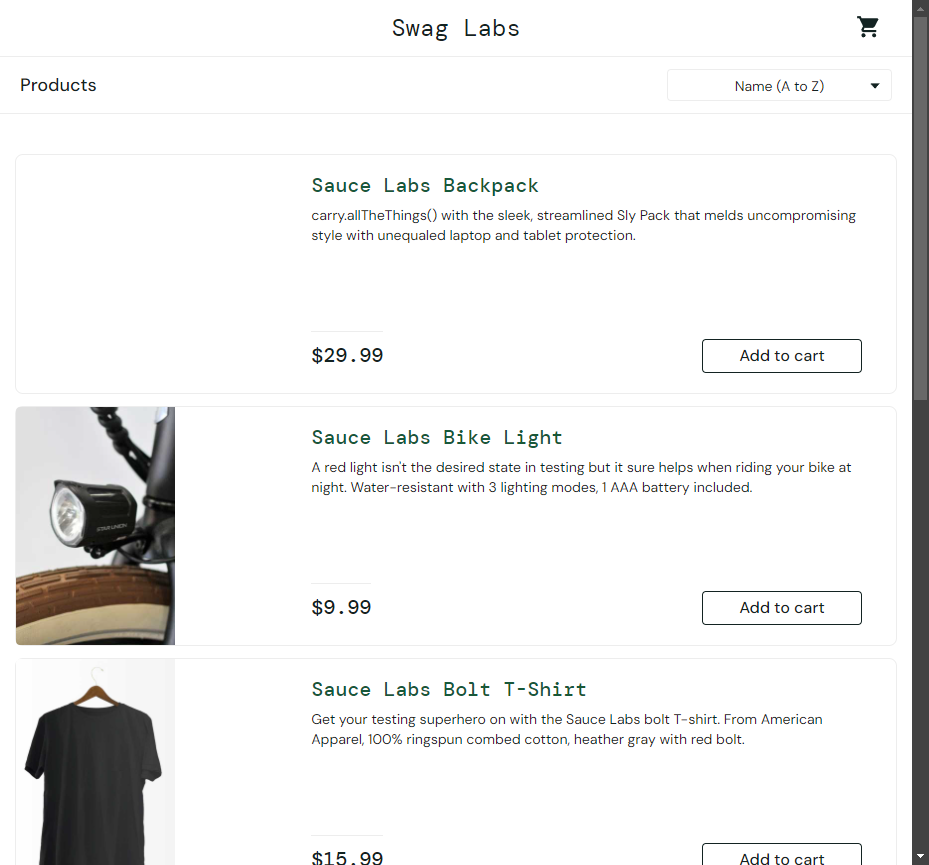 Swag Labs
Products
Name (A to Z)
Sauce Labs Backpack
carry.allTheThings() with the sleek, streamlined Sly Pack that melds uncompromising
style with unequaled laptop and tablet protection.
$29.99
Add to cart
Sauce Labs Bike Light
A red light isn't the desired state in testing but it sure helps when riding your bike at
night. Water-resistant with 3 lighting modes, 1 AAA battery included.
$9.99
Add to cart
Sauce Labs Bolt T-Shirt
Get your testing superhero on with the Sauce Labs bolt T-shirt. From American
Apparel, 100% ringspun combed cotton, heather gray with red bolt.
$15.99
Add to cart